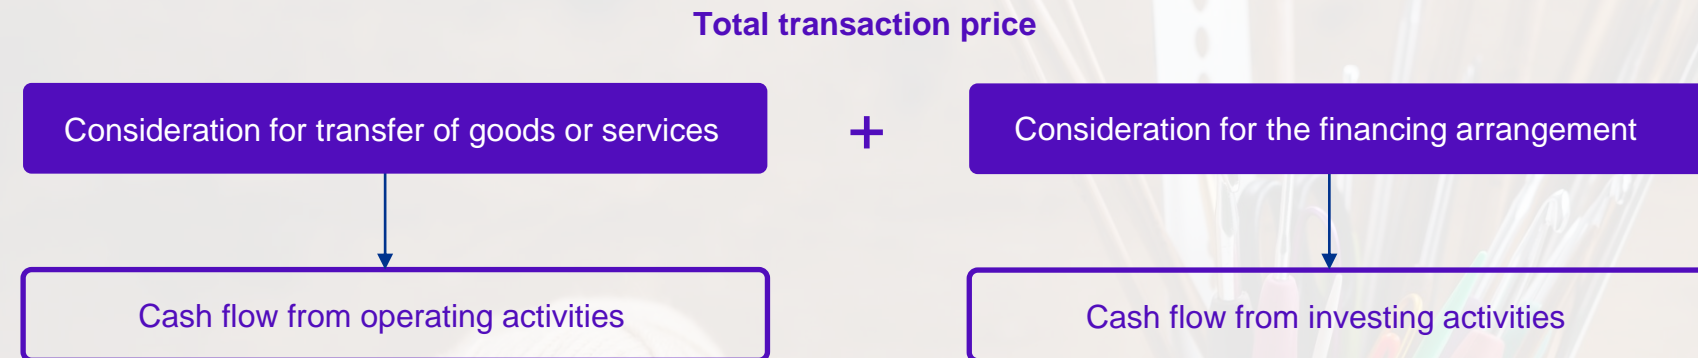 Total transaction price
Consideration for transfer of goods or services
+
Consideration for the financing arrangement
Cash flow from operating activities
Cash flow from investing activities